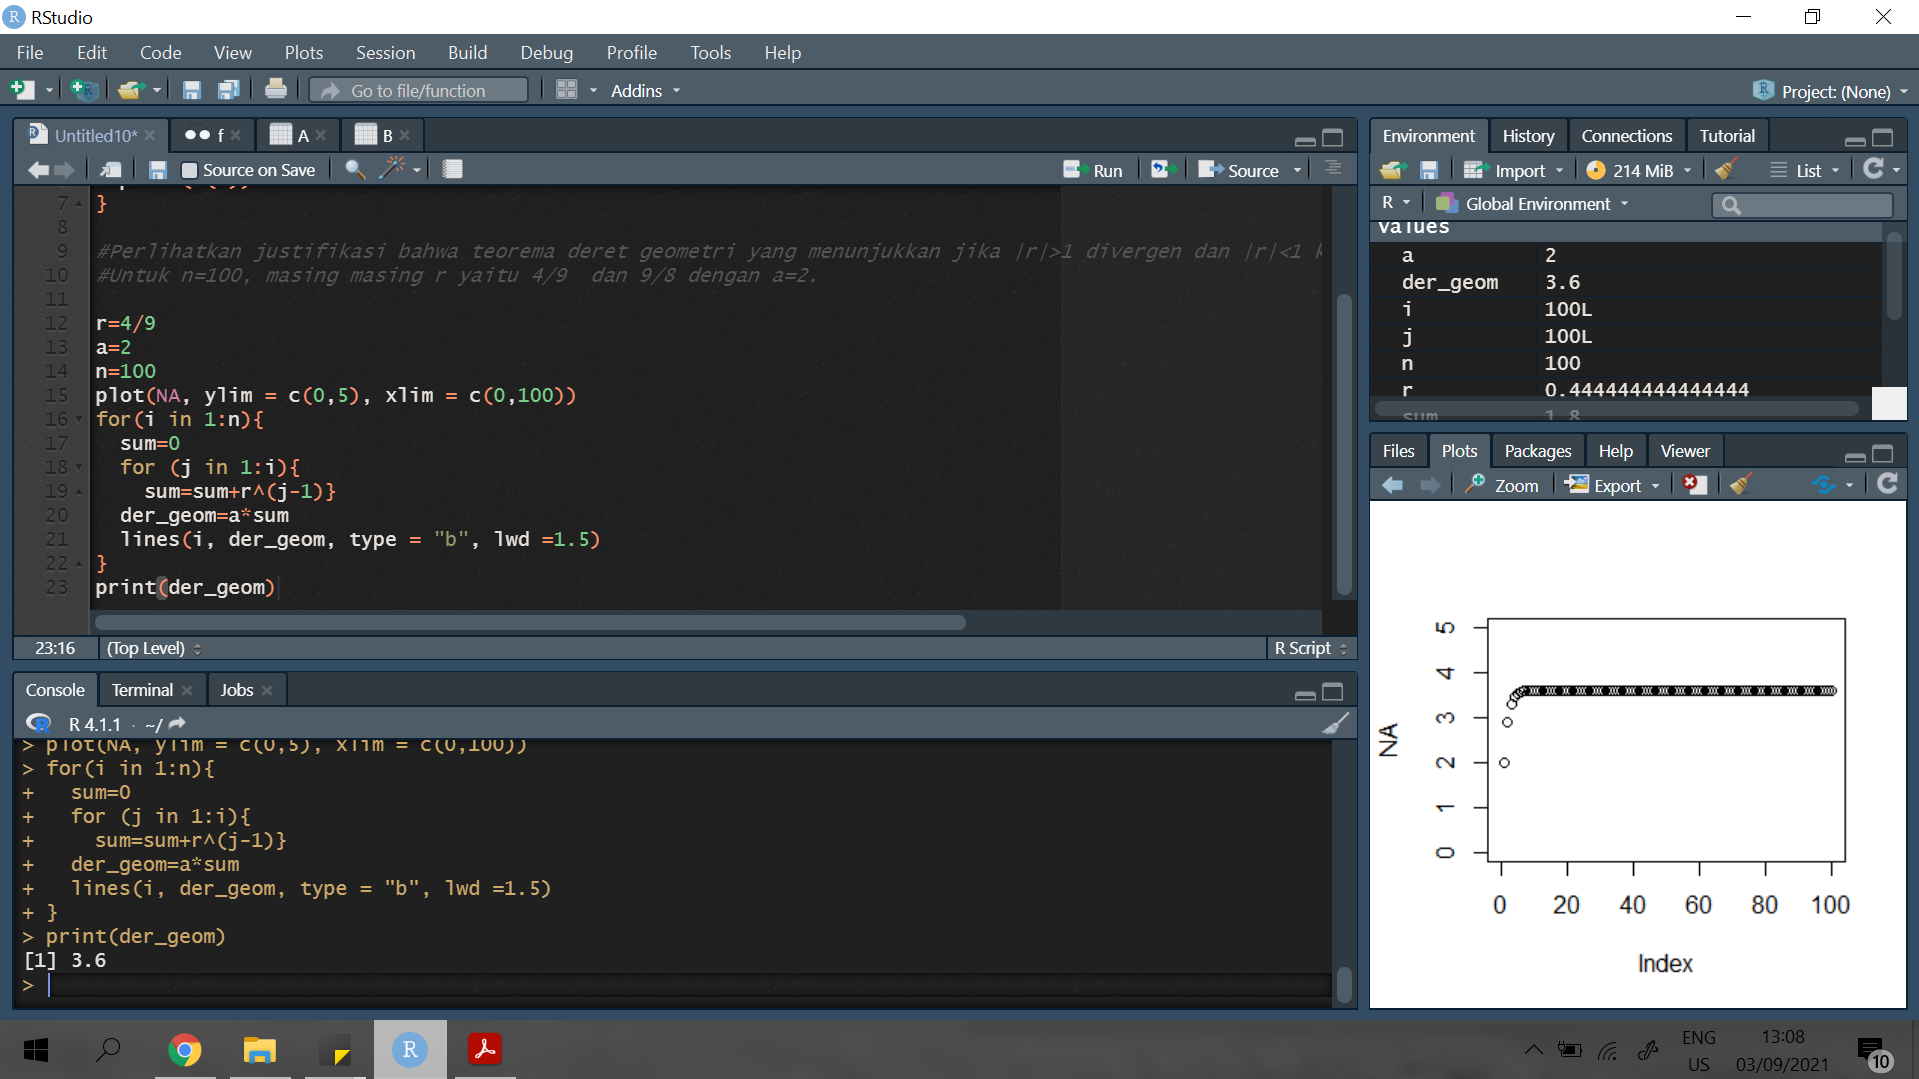 RStudio
File Edit Code View Plots Session Build Debug Profile Tools Help
Go to file/function Addins Project: (None)
Untitled10* f A B
Source on Save Run Source
7 }
8
9 #Perlihatkan justifikasi bahwa teorema deret geometri yang menunjukkan jika |r|>1 divergen dan |r|<1 k
10 #Untuk n=100, masing masing r yaitu 4/9 dan 9/8 dengan a=2.
11
12 r=4/9
13 a=2
14 n=100
15 plot(NA, ylim = c(0,5), xlim = c(0,100))
16 for(i in 1:n){
17 sum=0
18 for (j in 1:i){
19 sum=sum+r^(j-1)}
20 der_geom=a*sum
21 lines(i, der_geom, type = "b", lwd =1.5)
22 }
23 print(der_geom)
23:16 (Top Level) R Script
Console Terminal Jobs
R 4.1.1 · ~/
> plot(NA, ylim = c(0,5), xlim = c(0,100))
> for(i in 1:n){
+ sum=0
+ for (j in 1:i){
+ sum=sum+r^(j-1)}
+ der_geom=a*sum
+ lines(i, der_geom, type = "b", lwd =1.5)
+ }
> print(der_geom)
[1] 3.6
>
Environment History Connections Tutorial
Import 214 MiB List
R Global Environment
values
a 2
der_geom 3.6
i 100L
j 100L
n 100
r 0.444444444444444
sum 1.8
Files Plots Packages Help Viewer
Zoom Export
5
4
3
2
1
0
NA
0 20 40 60 80 100
Index
ENG
US
13:08
03/09/2021
10